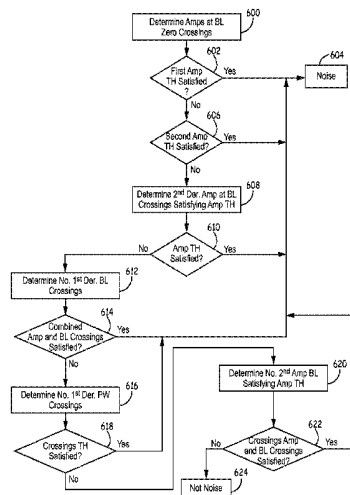 Determine Amps at BL
Zero Crossings
600
602
First Amp
TH Satisfied
?
Yes
No
604
Noise
606
Second Amp
TH Satisfied?
Yes
No
608
Determine 2nd Der. Amp at BL
Crossings Satisfying Amp TH
610
Amp TH
Satisfied?
No
Yes
612
Determine No. 1st Der. BL
Crossings
614
Combined
Amp and BL Crossings
Satisfied?
Yes
No
616
Determine No. 1st Der. PW
Crossings
618
Crossings TH
Satisfied?
Yes
No
620
Determine No. 2nd Amp BL
Satisfying Amp TH
622
Crossings Amp
and BL Crossings
Satisfied?
No
Yes
624
Not Noise